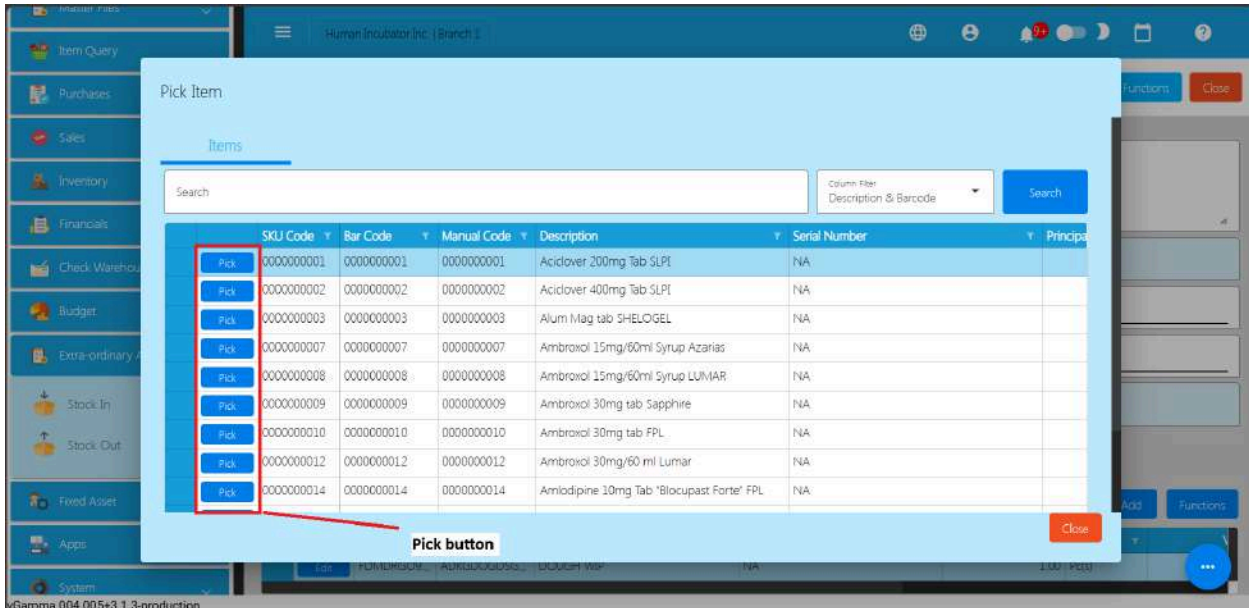 Master Files
Human Incubator Inc. | Branch 1
9+
Item Query
Purchases
Pick Item
Functions
Close
Sales
Items
Inventory
Search
Column Filter
Description & Barcode
Search
Financials
SKU Code Bar Code Manual Code Description Serial Number Principa
Check Warehou
Pick 0000000001 0000000001 0000000001 Aciclover 200mg Tab SLPI NA
Pick 0000000002 0000000002 0000000002 Aciclover 400mg Tab SLPI NA
Budget
Pick 0000000003 0000000003 0000000003 Alum Mag tab SHELOGEL NA
Extra-ordinary A
Pick 0000000007 0000000007 0000000007 Ambroxol 15mg/60ml Syrup Azarias NA
Pick 0000000008 0000000008 0000000008 Ambroxol 15mg/60ml Syrup LUMAR NA
Stock In
Pick 0000000009 0000000009 0000000009 Ambroxol 30mg tab Sapphire NA
Pick 0000000010 0000000010 0000000010 Ambroxol 30mg tab FPL NA
Stock Out
Pick 0000000012 0000000012 0000000012 Ambroxol 30mg/60 ml Lumar NA
Pick 0000000014 0000000014 0000000014 Amlodipine 10mg Tab "Blocupast Forte" FPL NA
Fixed Asset
Add
Functions
Close
Apps
Pick button
Edit DOUGH WIP NA 1.00
System
004.005+3.1.3-production